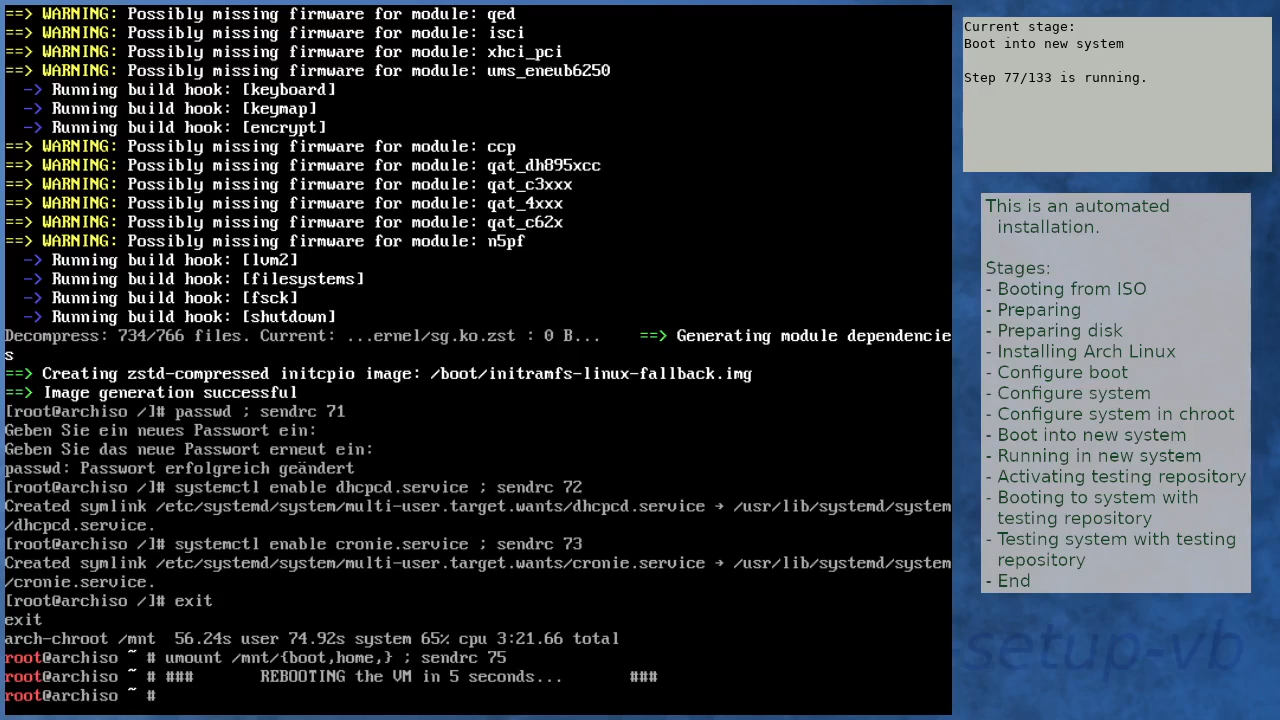 ==> WARNING: Possibly missing firmware for module: qed
==> WARNING: Possibly missing firmware for module: isci
==> WARNING: Possibly missing firmware for module: xhci_pci
==> WARNING: Possibly missing firmware for module: ums_eneub6250
-> Running build hook: [keyboard]
-> Running build hook: [keymap]
-> Running build hook: [encrypt]
==> WARNING: Possibly missing firmware for module: ccp
==> WARNING: Possibly missing firmware for module: qat_dh895xcc
==> WARNING: Possibly missing firmware for module: qat_c3xxx
==> WARNING: Possibly missing firmware for module: qat_4xxx
==> WARNING: Possibly missing firmware for module: qat_c62x
==> WARNING: Possibly missing firmware for module: n5pf
-> Running build hook: [lvm2]
-> Running build hook: [filesystems]
-> Running build hook: [fsck]
-> Running build hook: [shutdown]
Decompress: 734/766 files. Current: ...ernel/sg.ko.zst : 0 B...    ==> Generating module dependencie
s
==> Creating zstd-compressed initcpio image: /boot/initramfs-linux-fallback.img
==> Image generation successful
[root@archiso /]# passwd ; sendrc 71
Geben Sie ein neues Passwort ein:
Geben Sie das neue Passwort erneut ein:
passwd: Passwort erfolgreich geändert
[root@archiso /]# systemctl enable dhcpcd.service ; sendrc 72
Created symlink /etc/systemd/system/multi-user.target.wants/dhcpcd.service → /usr/lib/systemd/system
/dhcpcd.service.
[root@archiso /]# systemctl enable cronie.service ; sendrc 73
Created symlink /etc/systemd/system/multi-user.target.wants/cronie.service → /usr/lib/systemd/system
/cronie.service.
[root@archiso /]# exit
exit
arch-chroot /mnt  56.24s user 74.92s system 65% cpu 3:21.66 total
root@archiso ~ # umount /mnt/{boot,home,} ; sendrc 75
root@archiso ~ # ###       REBOOTING the VM in 5 seconds...       ###
root@archiso ~ #
Current stage:
Boot into new system
Step 77/133 is running.
This is an automated
installation.
Stages:
- Booting from ISO
- Preparing
- Preparing disk
- Installing Arch Linux
- Configure boot
- Configure system
- Configure system in chroot
- Boot into new system
- Running in new system
- Activating testing repository
- Booting to system with
testing repository
- Testing system with testing
repository
- End
-setup-vb